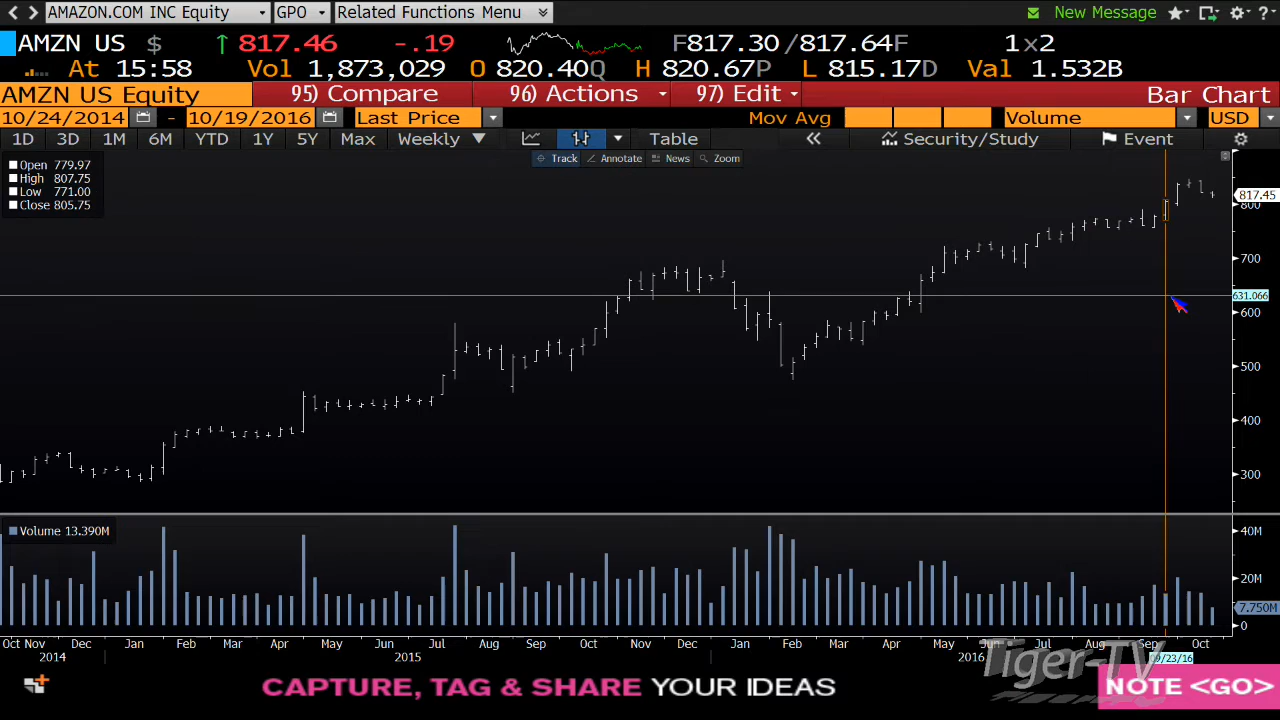 AMAZON.COM INC Equity GPO Related Functions Menu New Message ?
AMZN US $ ↑ 817.46 -.19 F817.30 /817.64F 1x2
At 15:58 Vol 1,873,029 O 820.40Q H 820.67P L 815.17D Val 1.532B
AMZN US Equity 95) Compare 96) Actions 97) Edit Bar Chart
10/24/2014 - 10/19/2016 Last Price Mov Avg Volume USD
1D 3D 1M 6M YTD 1Y 5Y Max Weekly ▼ Table « Security/Study Event
Track Annotate News Zoom
Open 779.97
High 807.75
Low 771.00
Close 805.75
817.45
800
700
631.066
600
500
400
300
Volume 13.390M
40M
20M
7.750M
0
Oct Nov Dec Jan Feb Mar Apr May Jun Jul Aug Sep Oct Nov Dec Jan Feb Mar Apr May Jun Jul Aug Sep Oct
2014 2015 2016 09/23/16
Tiger-TV
CAPTURE, TAG & SHARE YOUR IDEAS NOTE <GO>